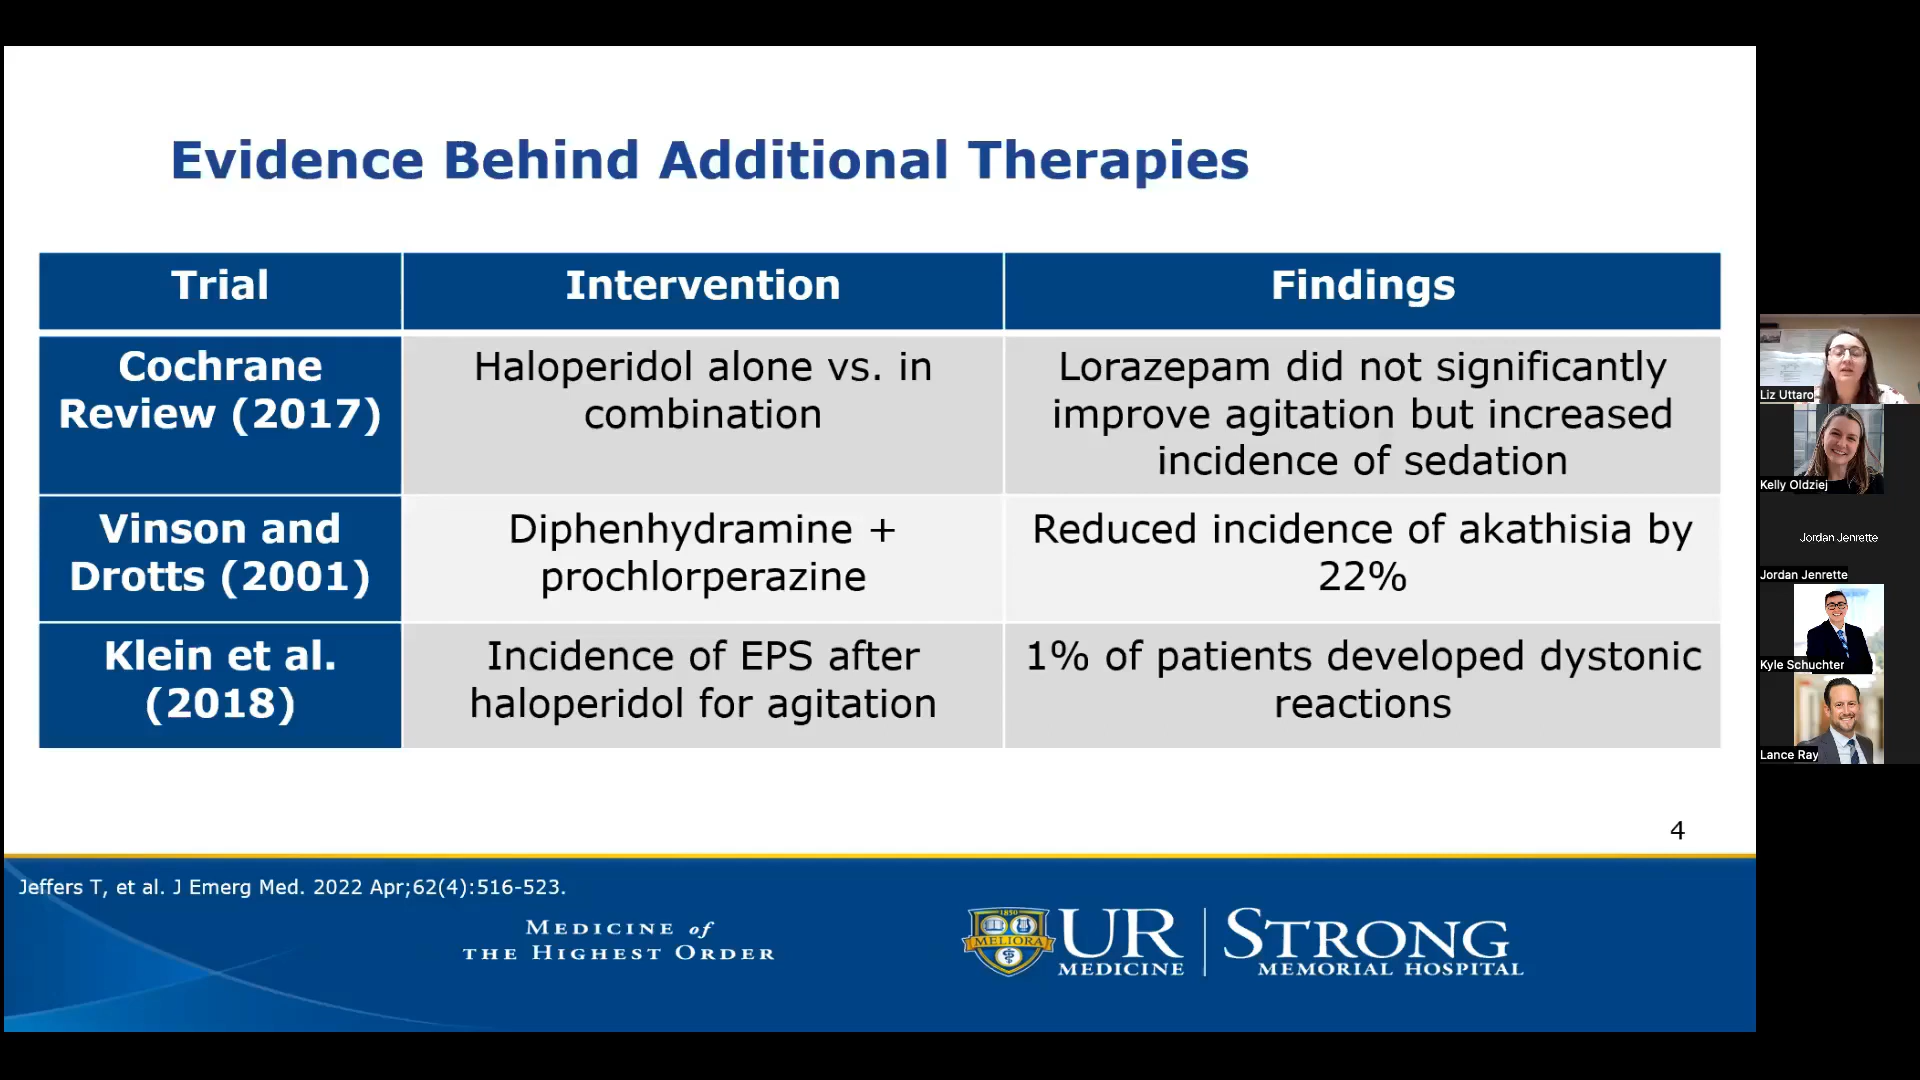 Evidence Behind Additional Therapies
Trial
Intervention
Findings
Cochrane
Review (2017)
Haloperidol alone vs. in
combination
Lorazepam did not significantly
improve agitation but increased
incidence of sedation
Vinson and
Drotts (2001)
Diphenhydramine +
prochlorperazine
Reduced incidence of akathisia by
22%
Klein et al.
(2018)
Incidence of EPS after
haloperidol for agitation
1% of patients developed dystonic
reactions
4
Jeffers T, et al. J Emerg Med. 2022 Apr;62(4):516-523.
MEDICINE of
THE HIGHEST ORDER
1850
MELIORA
UR
MEDICINE
STRONG
MEMORIAL HOSPITAL
Liz Uttaro
Kelly Oldziej
Jordan Jenrette
Jordan Jenrette
Kyle Schuchter
Lance Ray